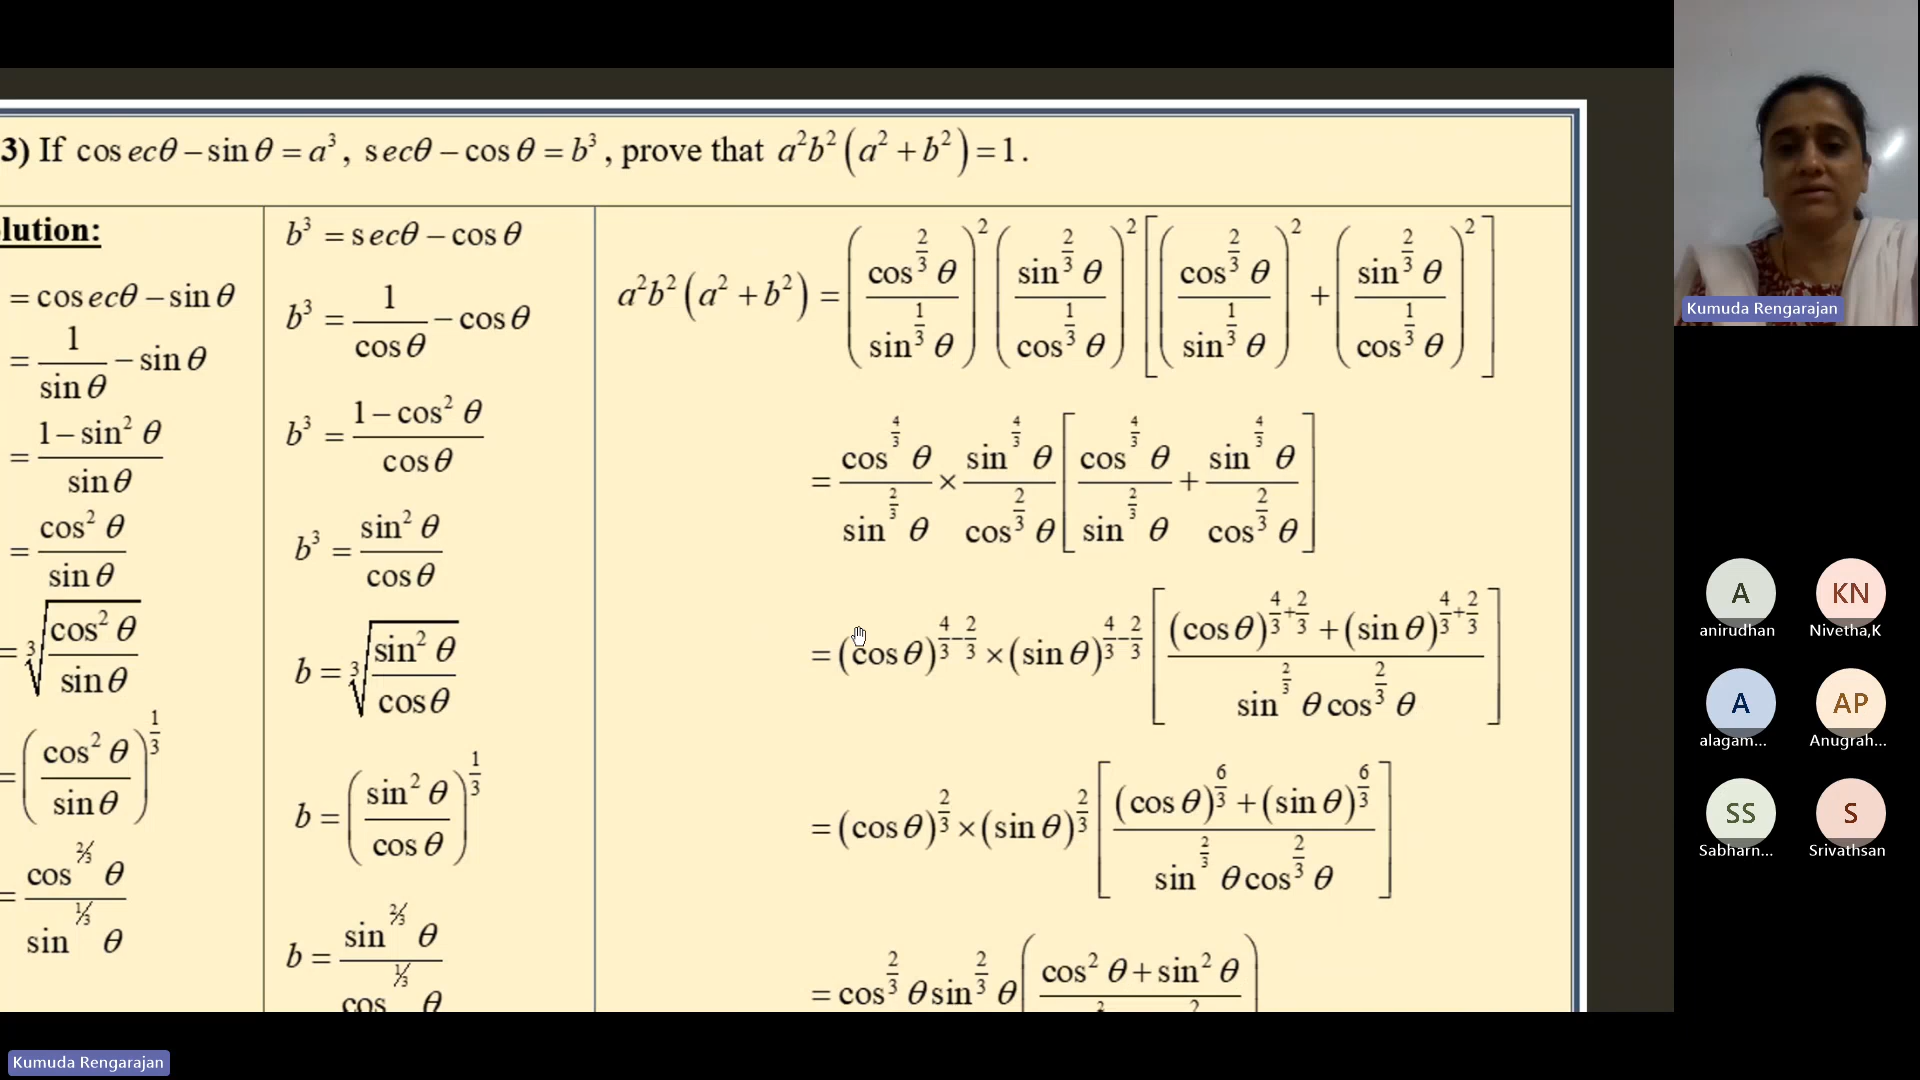 3) If cosecθ − sinθ = a³, secθ − cosθ = b³, prove that a²b²(a² + b²) = 1.
lution:
= cosecθ − sinθ
= 1/sinθ − sinθ
= (1 − sin²θ)/sinθ
= cos²θ/sinθ
= ∛(cos²θ/sinθ)
= (cos²θ/sinθ)^(1/3)
= cos^(2/3)θ/sin^(1/3)θ
b³ = secθ − cosθ
b³ = 1/cosθ − cosθ
b³ = (1 − cos²θ)/cosθ
b³ = sin²θ/cosθ
b = ∛(sin²θ/cosθ)
b = (sin²θ/cosθ)^(1/3)
b = sin^(2/3)θ/cos^(1/3)θ
a²b²(a² + b²) = (cos^(2/3)θ/sin^(1/3)θ)² (sin^(2/3)θ/cos^(1/3)θ)² [(cos^(2/3)θ/sin^(1/3)θ)² + (sin^(2/3)θ/cos^(1/3)θ)²]
= cos^(4/3)θ/sin^(2/3)θ × sin^(4/3)θ/cos^(2/3)θ [cos^(4/3)θ/sin^(2/3)θ + sin^(4/3)θ/cos^(2/3)θ]
= (cosθ)^(4/3−2/3) × (sinθ)^(4/3−2/3) [((cosθ)^(4/3+2/3) + (sinθ)^(4/3+2/3))/(sin^(2/3)θ cos^(2/3)θ)]
= (cosθ)^(2/3) × (sinθ)^(2/3) [((cosθ)^(6/3) + (sinθ)^(6/3))/(sin^(2/3)θ cos^(2/3)θ)]
= cos^(2/3)θ sin^(2/3)θ (cos²θ + sin²θ
Kumuda Rengarajan
A
KN
anirudhan
Nivetha,K
A
AP
alagam...
Anugrah...
SS
S
Sabharn...
Srivathsan
Kumuda Rengarajan